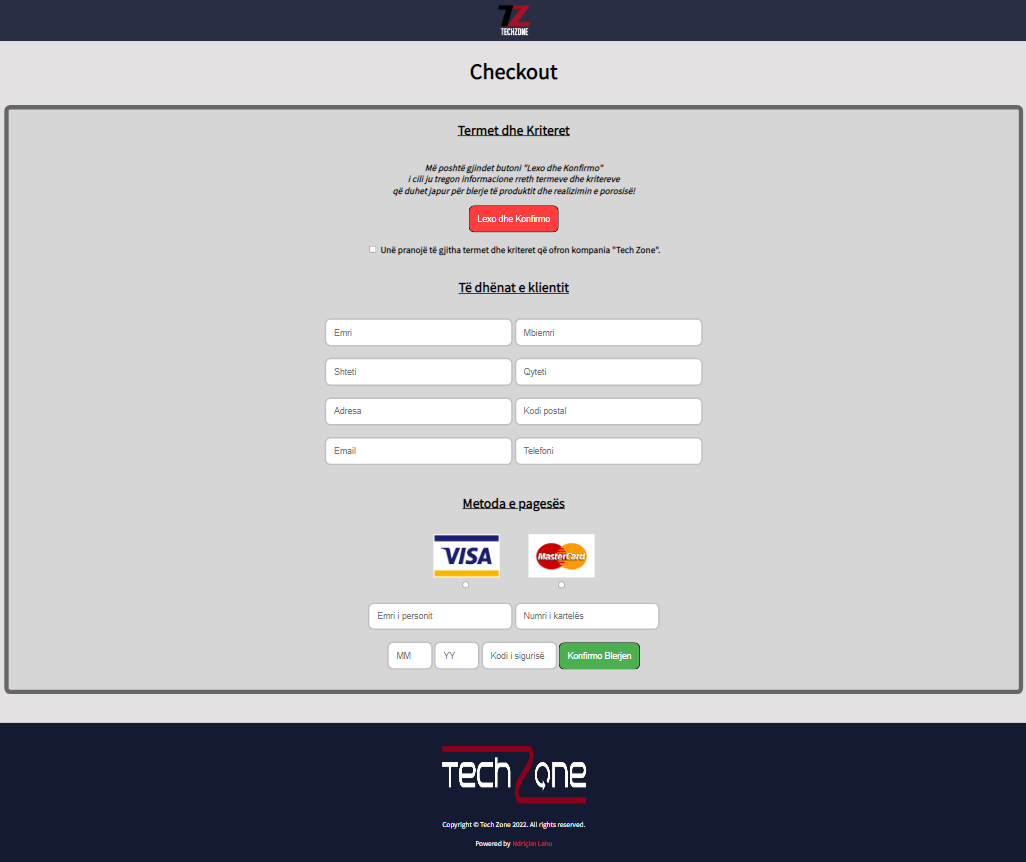 TECHZONE
Checkout
Termet dhe Kriteret
Më poshtë gjindet butoni "Lexo dhe Konfirmo"
i cili ju tregon informacione rreth termeve dhe kritereve
që duhet japur për blerje të produktit dhe realizimin e porosisë!
Lexo dhe Konfirmo
Unë pranojë të gjitha termet dhe kriteret që ofron kompania "Tech Zone".
Të dhënat e klientit
Emri Mbiemri
Shteti Qyteti
Adresa Kodi postal
Email Telefoni
Metoda e pagesës
VISA MasterCard
Emri i personit Numri i kartelës
MM YY Kodi i sigurisë Konfirmo Blerjen
TechZone
Copyright © Tech Zone 2022. All rights reserved.
Powered by Ndriçim Lahu